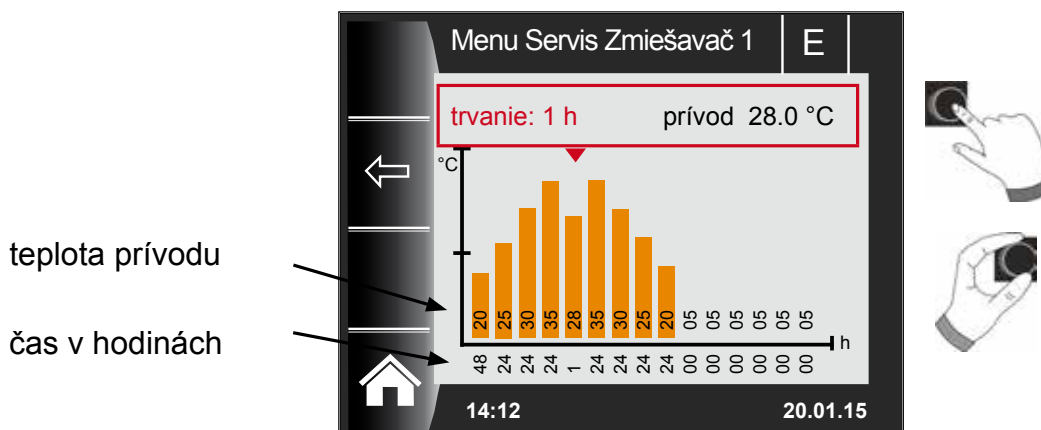 Menu Servis Zmiešavač 1 E
trvanie: 1 h prívod 28.0 °C
°C
teplota prívodu
20 25 30 35 28 35 30 25 20 05 05 05 05 05 05
h
čas v hodinách
48 24 24 24 1 24 24 24 24 00 00 00 00 00 00
14:12 20.01.15